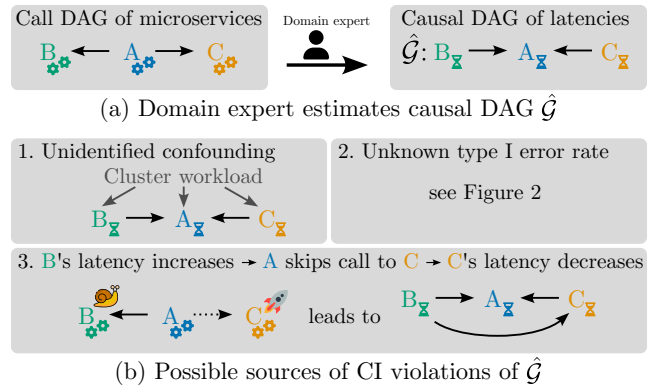 Call DAG of microservices
Domain expert
Causal DAG of latencies
B A C
Ĝ: B A C
(a) Domain expert estimates causal DAG Ĝ
1. Unidentified confounding
Cluster workload
B A C
2. Unknown type I error rate
see Figure 2
3. B's latency increases → A skips call to C → C's latency decreases
B A C leads to B A C
(b) Possible sources of CI violations of Ĝ